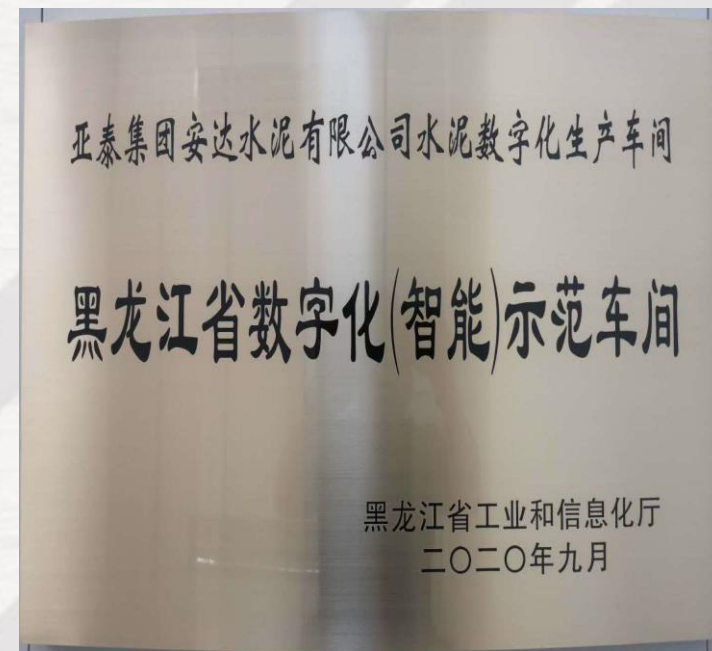 亚泰集团安达水泥有限公司水泥数字化生产车间
黑龙江省数字化(智能)示范车间
黑龙江省工业和信息化厅
二〇二〇年九月